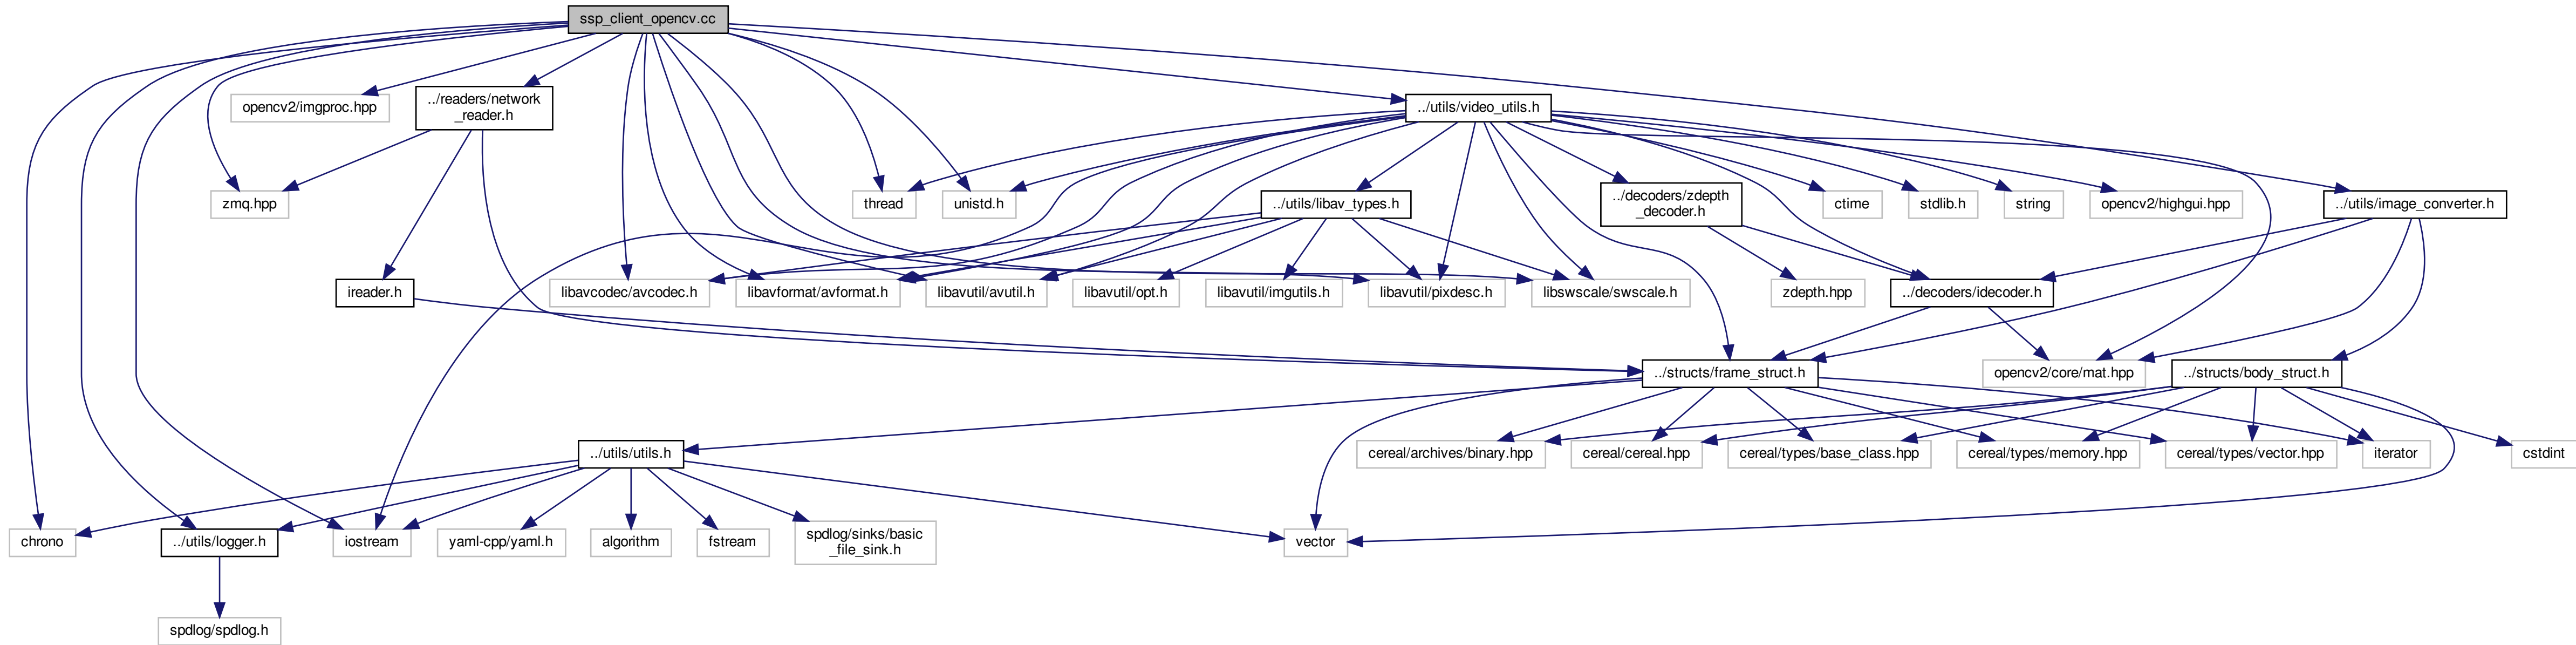 ssp_client_opencv.cc
opencv2/imgproc.hpp
../readers/network
_reader.h
../utils/video_utils.h
zmq.hpp
thread
unistd.h
../utils/libav_types.h
../decoders/zdepth
_decoder.h
ctime
stdlib.h
string
opencv2/highgui.hpp
../utils/image_converter.h
ireader.h
libavcodec/avcodec.h
libavformat/avformat.h
libavutil/avutil.h
libavutil/opt.h
libavutil/imgutils.h
libavutil/pixdesc.h
libswscale/swscale.h
zdepth.hpp
../decoders/idecoder.h
../structs/frame_struct.h
opencv2/core/mat.hpp
../structs/body_struct.h
../utils/utils.h
cereal/archives/binary.hpp
cereal/cereal.hpp
cereal/types/base_class.hpp
cereal/types/memory.hpp
cereal/types/vector.hpp
iterator
cstdint
chrono
../utils/logger.h
iostream
yaml-cpp/yaml.h
algorithm
fstream
spdlog/sinks/basic
_file_sink.h
vector
spdlog/spdlog.h